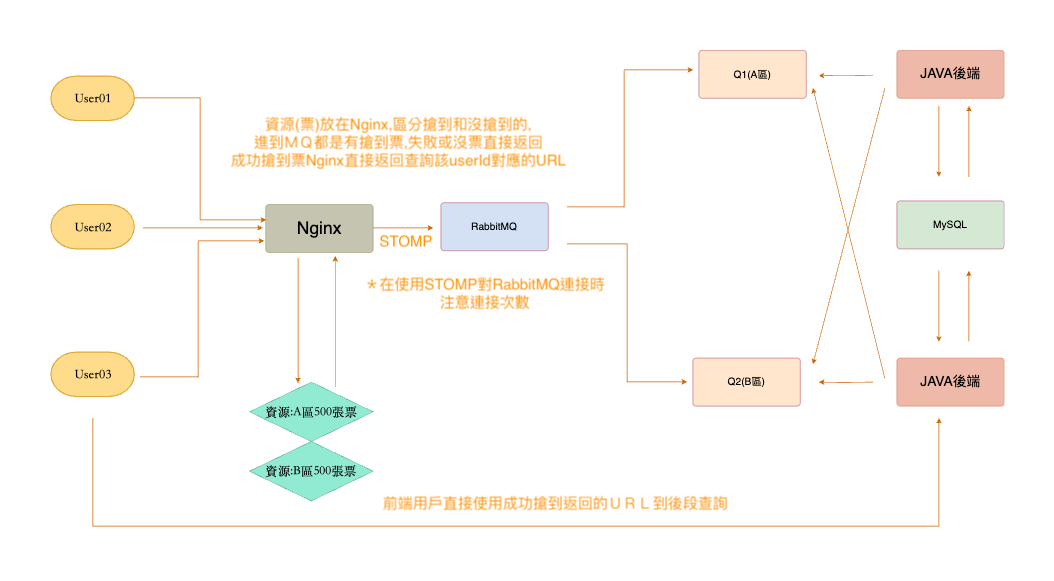 Q1(A區)
JAVA後端
User01
資源(票)放在Nginx,區分搶到和沒搶到的,
進到ＭＱ都是有搶到票,失敗或沒票直接返回
成功搶到票Nginx直接返回查詢該userId對應的URL
User02
Nginx
STOMP
RabbitMQ
MySQL
＊在使用STOMP對RabbitMQ連接時
注意連接次數
User03
Q2(B區)
JAVA後端
資源:A區500張票
資源:B區500張票
前端用戶直接使用成功搶到返回的ＵＲＬ到後段查詢